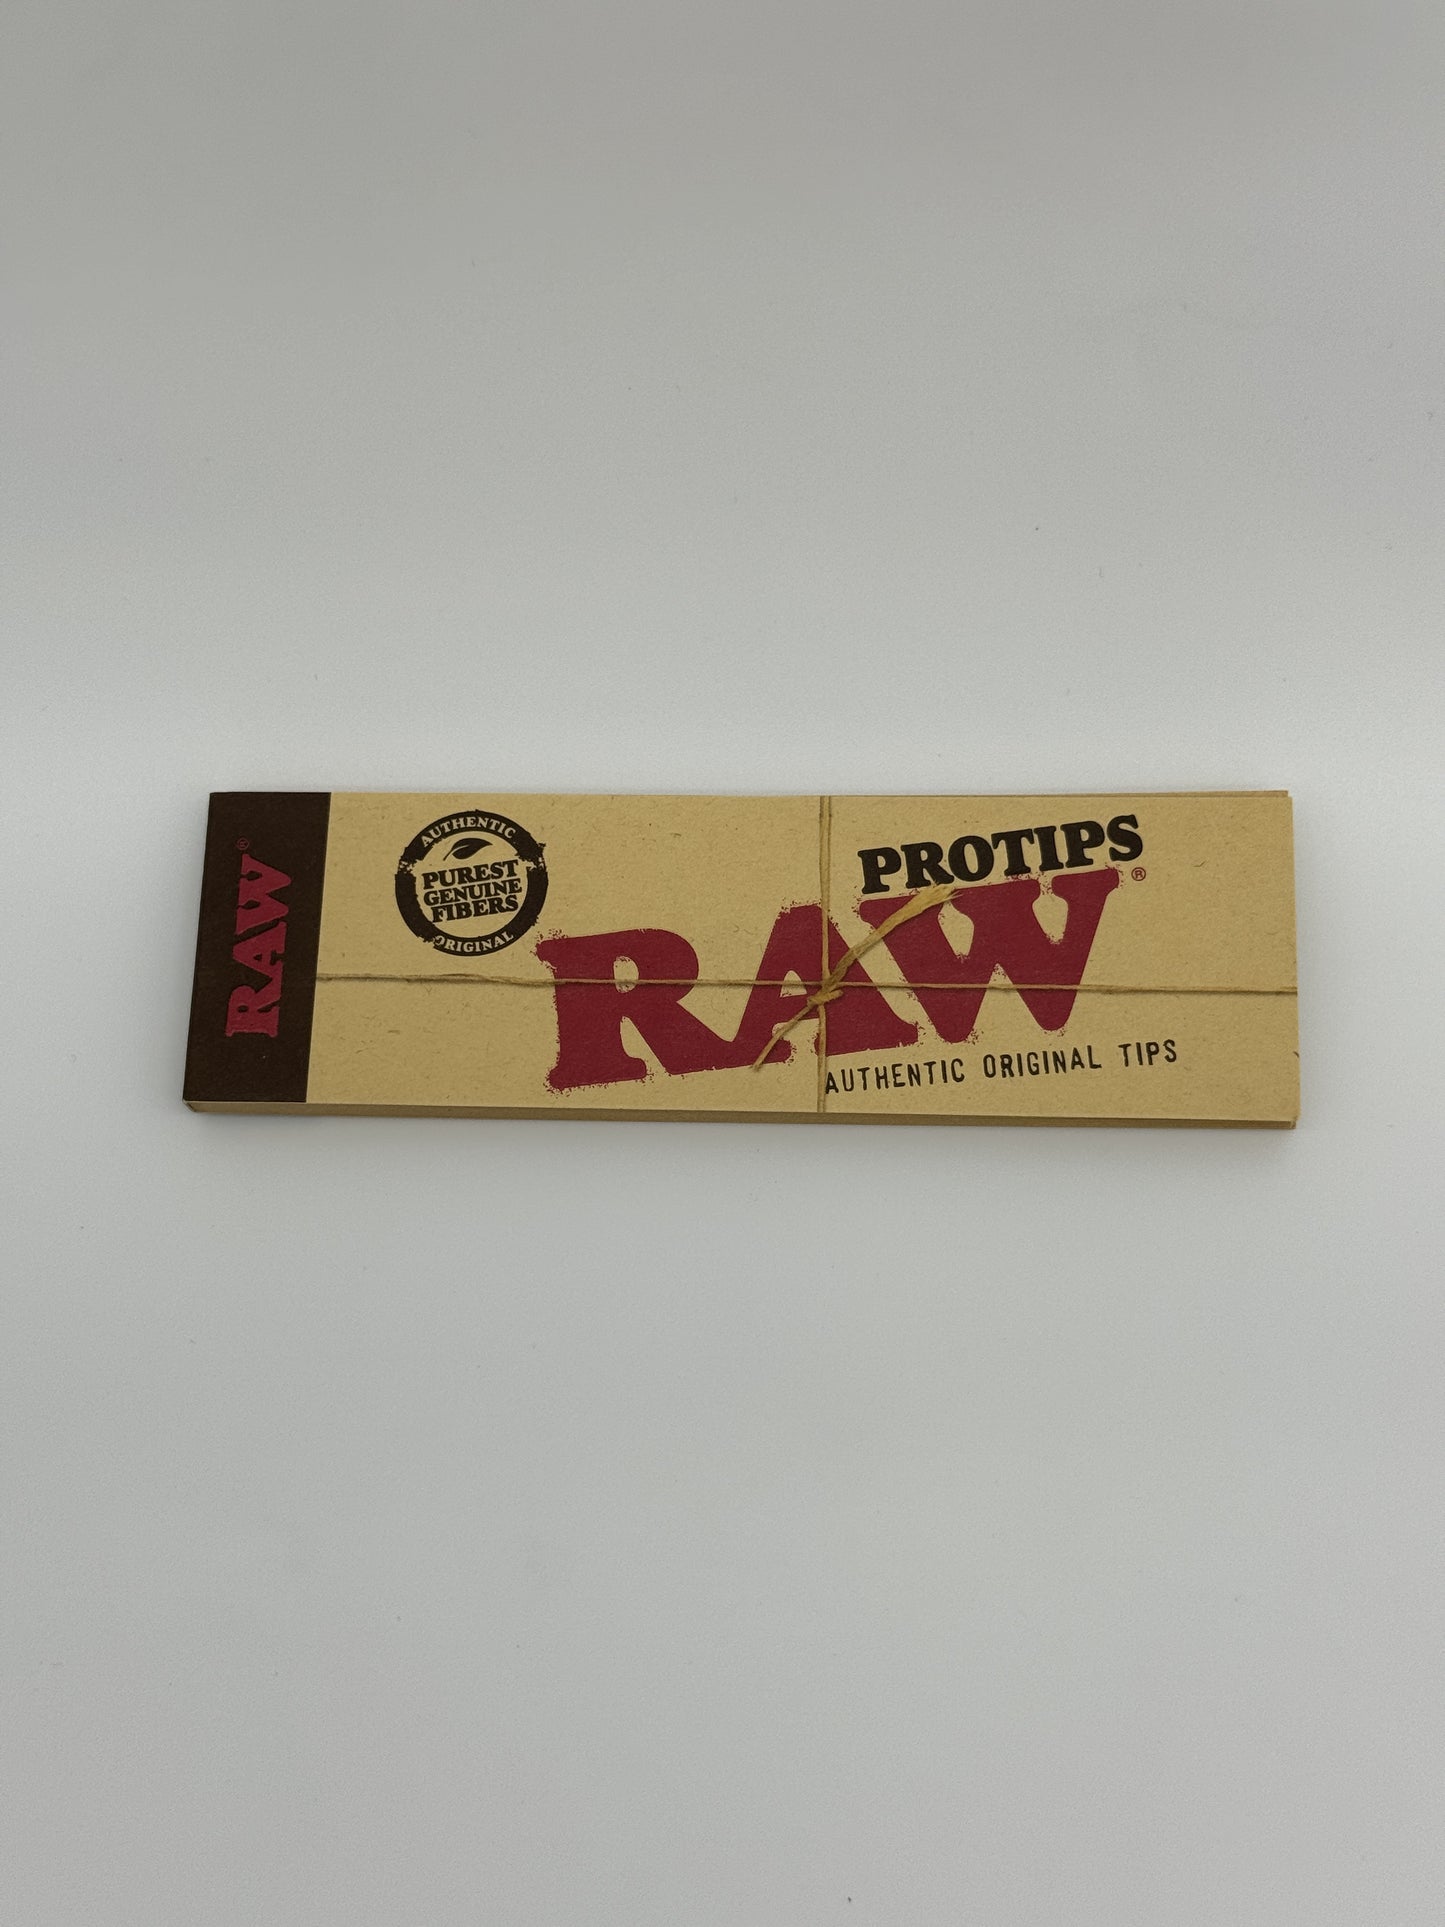 RAW®
AUTHENTIC
PUREST
GENUINE
FIBERS
ORIGINAL
PROTIPS
RAW®
AUTHENTIC ORIGINAL TIPS